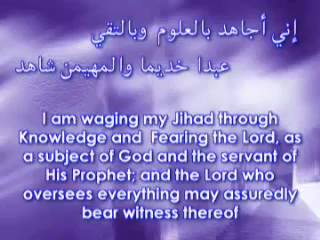 إني أجاهد بالعلوم وبالتقي
عبدا خديما والمهيمن شاهد
I am waging my Jihad through
Knowledge and Fearing the Lord, as
a subject of God and the servant of
His Prophet; and the Lord who
oversees everything may assuredly
bear witness thereof